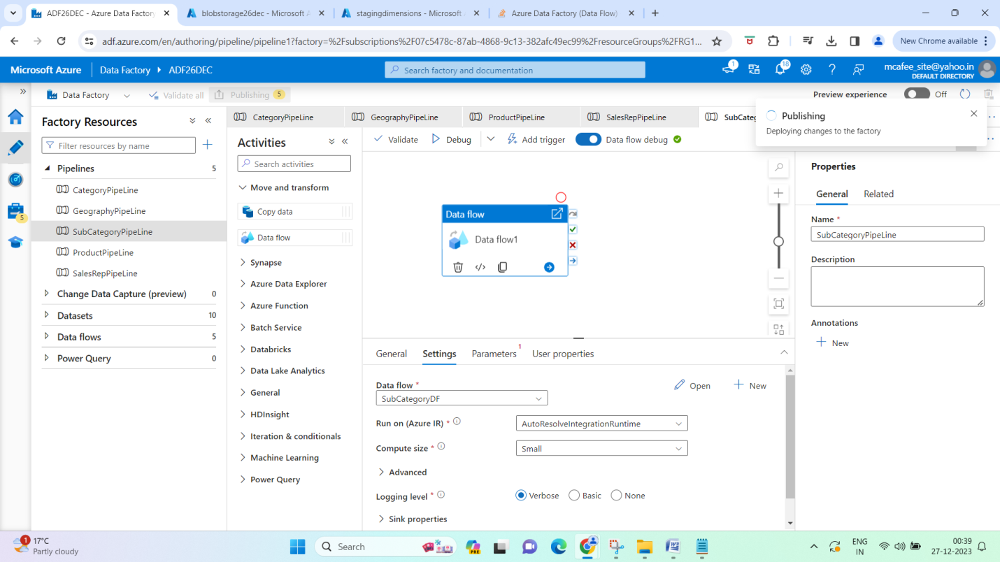 ADF26DEC - Azure Data Factory
blobstorage26dec - Microsoft A
stagingdimensions - Microsoft
Azure Data Factory (Data Flow)
adf.azure.com/en/authoring/pipeline/pipeline1?factory=%2Fsubscriptions%2F07c5478c-87ab-4868-9c13-382afc49ec99%2FresourceGroups%2FRG1...
New Chrome available
Microsoft Azure
Data Factory
ADF26DEC
Search factory and documentation
1
18
mcafee_site@yahoo.in
DEFAULT DIRECTORY
Data Factory
Validate all
Publishing
5
Preview experience
Off
Factory Resources
Filter resources by name
Pipelines
5
CategoryPipeLine
GeographyPipeLine
SubCategoryPipeLine
ProductPipeLine
SalesRepPipeLine
Change Data Capture (preview)
0
Datasets
10
Data flows
5
Power Query
0
5
CategoryPipeLine
GeographyPipeLine
ProductPipeLine
SalesRepPipeLine
SubCateg
Publishing
Deploying changes to the factory
Activities
Search activities
Move and transform
Copy data
Data flow
Synapse
Azure Data Explorer
Azure Function
Batch Service
Databricks
Data Lake Analytics
General
HDInsight
Iteration & conditionals
Machine Learning
Power Query
Validate
Debug
Add trigger
Data flow debug
Data flow
Data flow1
General
Settings
Parameters
1
User properties
Data flow *
SubCategoryDF
Open
New
Run on (Azure IR) *
AutoResolveIntegrationRuntime
Compute size *
Small
Advanced
Logging level *
Verbose
Basic
None
Sink properties
Properties
General
Related
Name *
SubCategoryPipeLine
Description
Annotations
New
1
17°C
Partly cloudy
Search
PRE
ENG
IN
00:39
27-12-2023